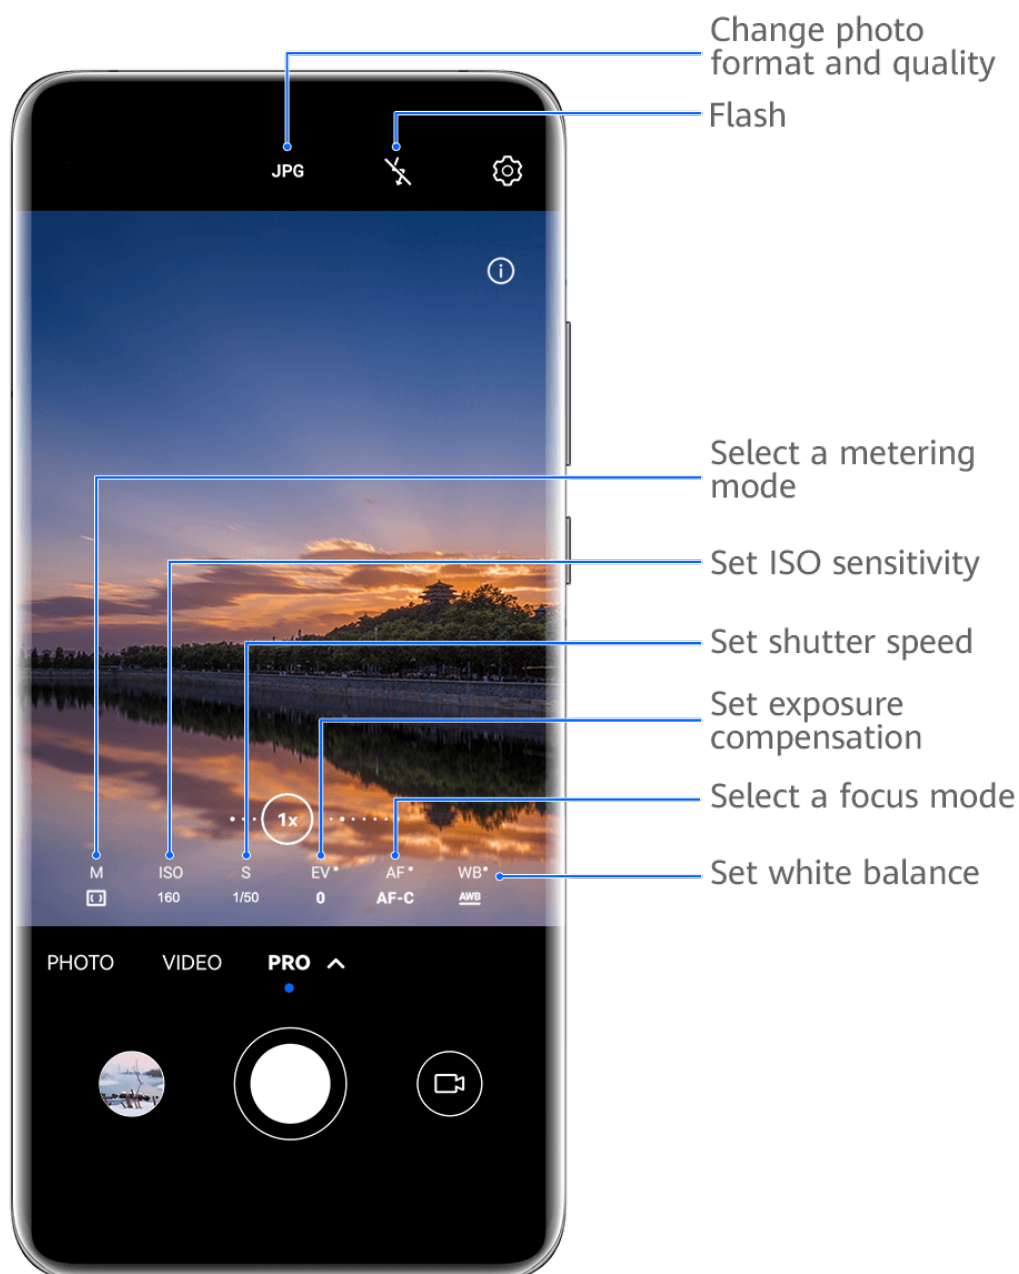 Change photo
format and quality
Flash
JPG
Select a metering
mode
Set ISO sensitivity
Set shutter speed
Set exposure
compensation
Select a focus mode
1x
M ISO S EV AF WB
Set white balance
160 1/50 0 AF-C AWB
PHOTO VIDEO PRO